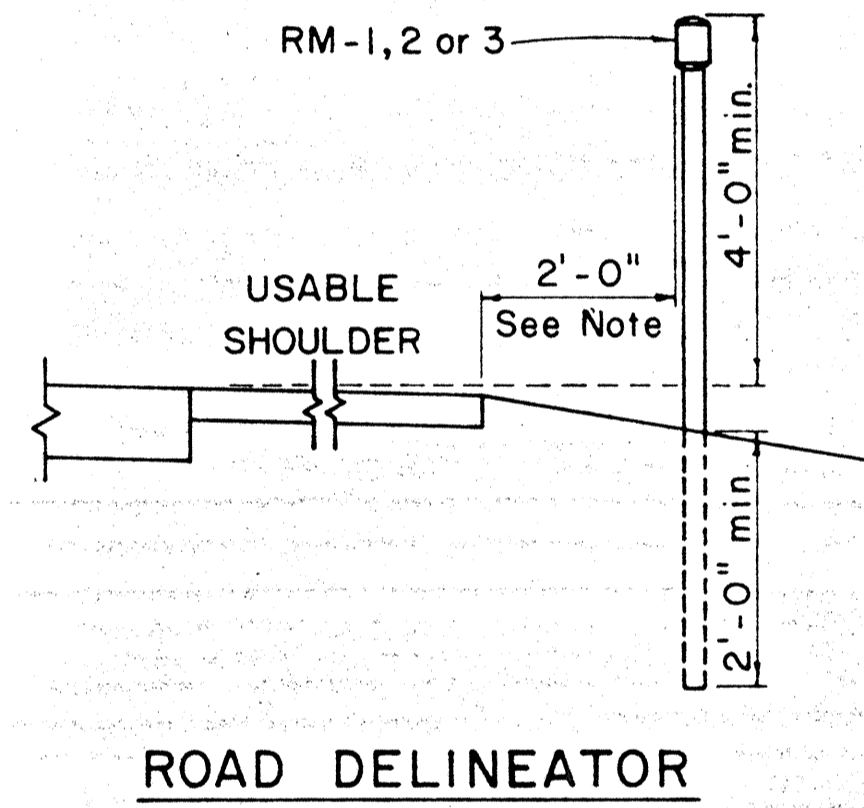 RM-1, 2 or 3
4'-0" min.
2'-0"
See Note
USABLE
SHOULDER
2'-0" min
ROAD DELINEATOR